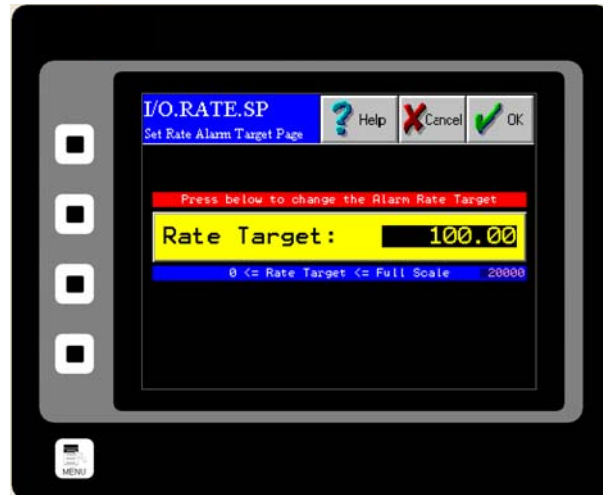 I/O.RATE.SP
Set Rate Alarm Target Page
Help
Cancel
OK
Press below to change the Alarm Rate Target
Rate Target: 100.00
0 <= Rate Target <= Full Scale 20000
MENU